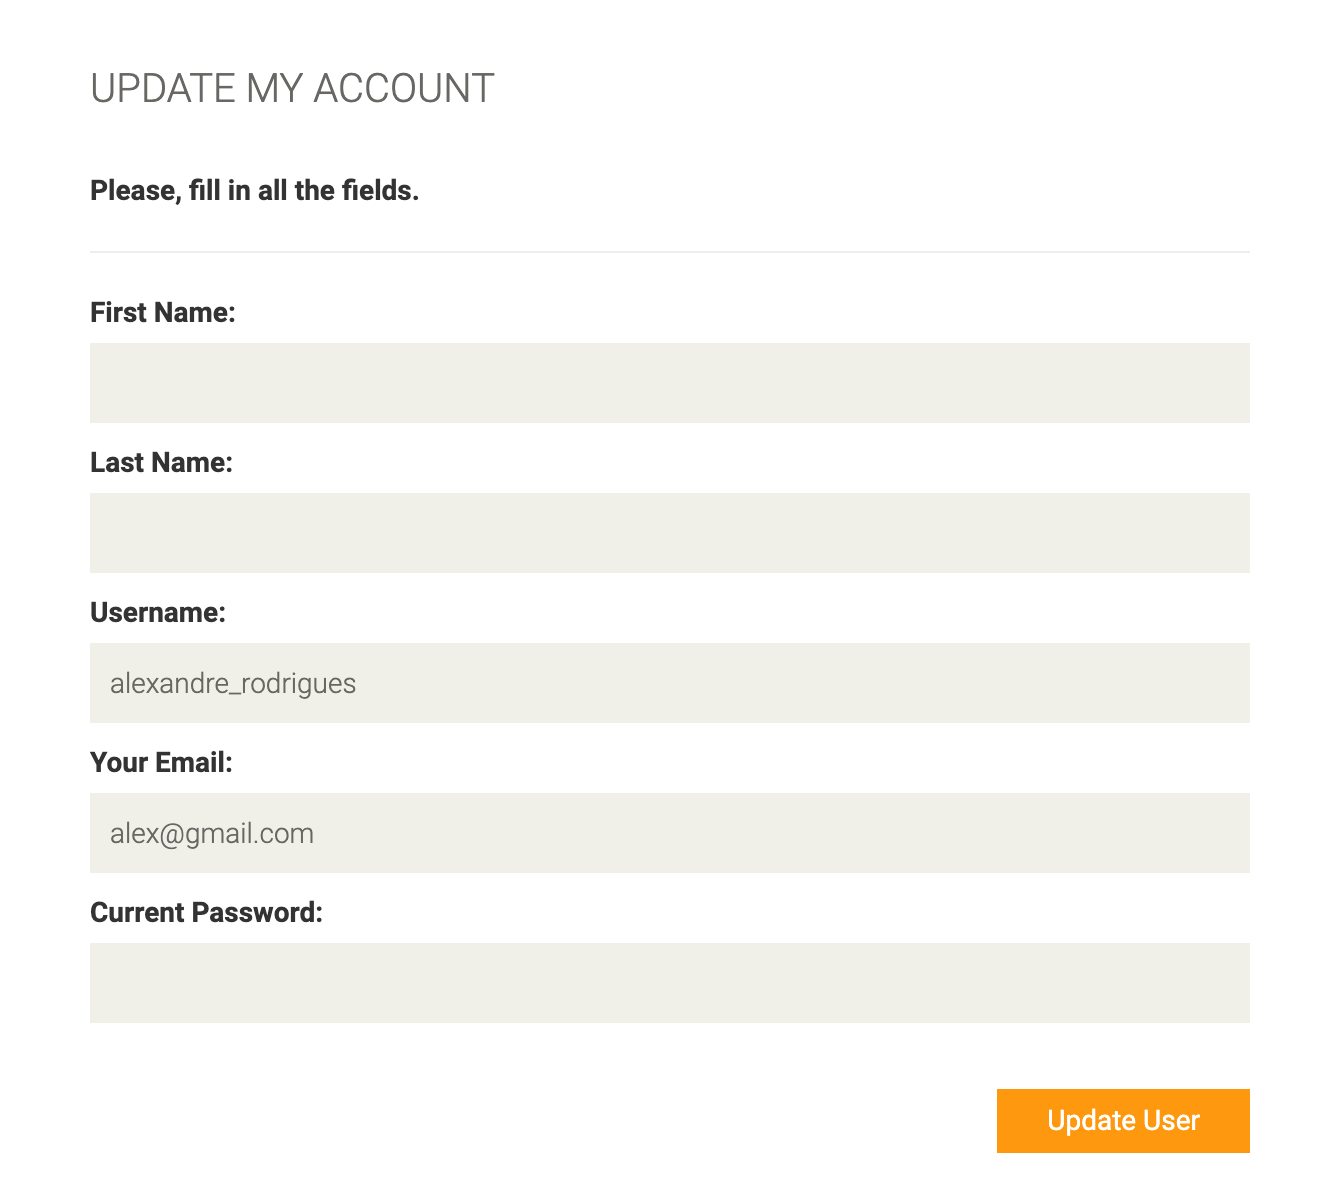 UPDATE MY ACCOUNT
Please, fill in all the fields.
First Name:
Last Name:
Username:
alexandre_rodrigues
Your Email:
alex@gmail.com
Current Password:
Update User